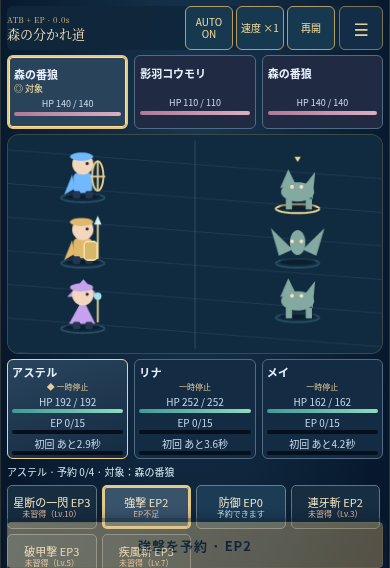 ATB + EP · 0.0s
森の分かれ道
AUTO
ON
速度 ×1
再開
☰
森の番狼
◎ 対象
HP 140 / 140
影羽コウモリ
HP 110 / 110
森の番狼
HP 140 / 140
アステル
◆ 一時停止
HP 192 / 192
EP 0/15
初回 あと2.9秒
リナ
一時停止
HP 252 / 252
EP 0/15
初回 あと3.6秒
メイ
一時停止
HP 162 / 162
EP 0/15
初回 あと4.2秒
アステル · 予約 0/4 · 対象：森の番狼
星断の一閃 EP3
未習得（Lv.10）
強撃 EP2
EP不足
防御 EP0
予約できます
連牙斬 EP2
未習得（Lv.3）
破甲撃 EP3
未習得（Lv.5）
疾風斬 EP3
未習得（Lv.7）
強撃を予約 · EP2